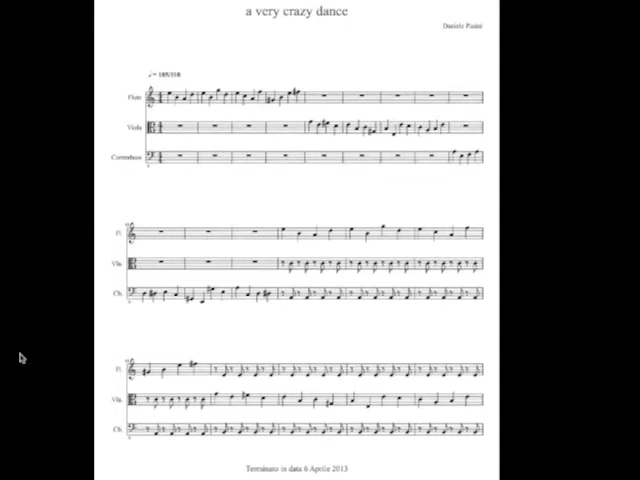 a very crazy dance
Daniele Pasini
♩ = 105/110
Flute
Viola
Contrabass
Fl.
Vla.
Cb.
Fl.
Vla.
Cb.
Terminato in data 6 Aprile 2013